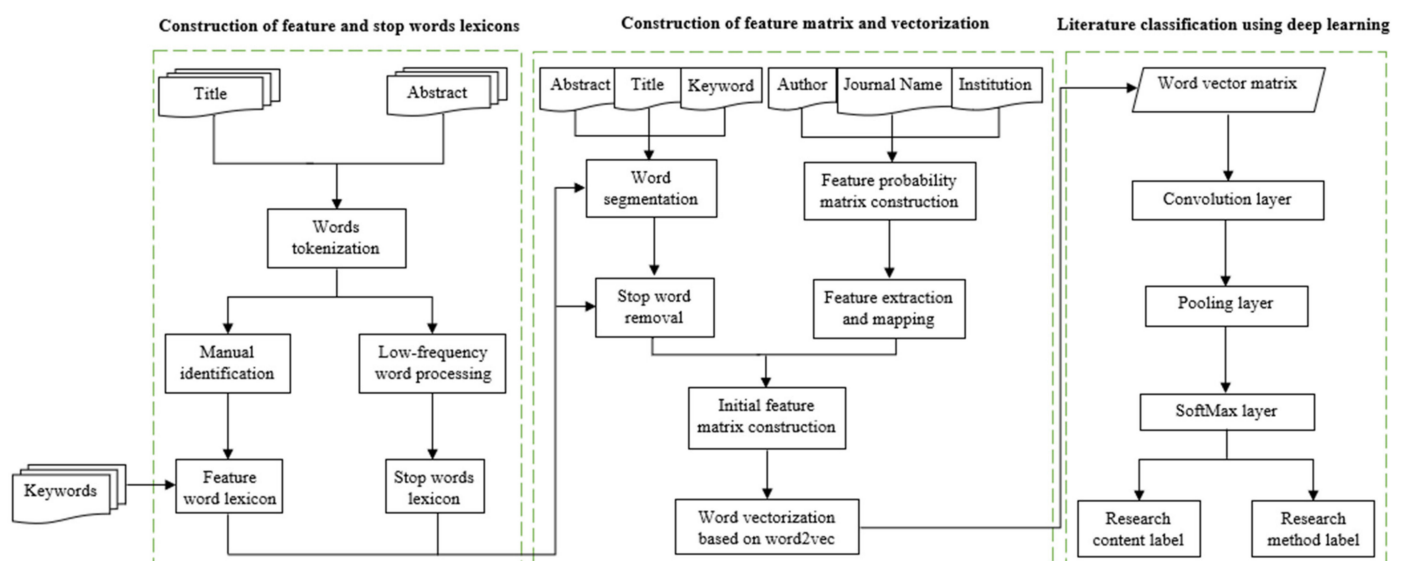 Construction of feature and stop words lexicons
Title
Abstract
Words
tokenization
Manual
identification
Low-frequency
word processing
Keywords
Feature
word lexicon
Stop words
lexicon
Construction of feature matrix and vectorization
Abstract
Title
Keyword
Author
Journal Name
Institution
Word
segmentation
Feature probability
matrix construction
Stop word
removal
Feature extraction
and mapping
Initial feature
matrix construction
Word vectorization
based on word2vec
Literature classification using deep learning
Word vector matrix
Convolution layer
Pooling layer
SoftMax layer
Research
content label
Research
method label